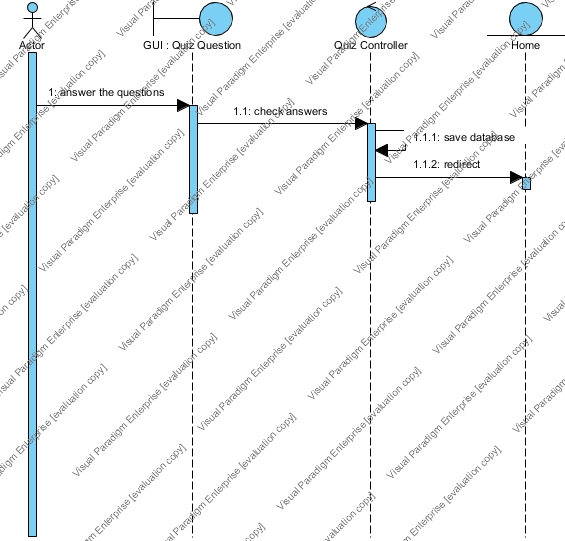 Actor
GUI : Quiz Question
Quiz Controller
Home
1: answer the questions
1.1: check answers
1.1.1: save database
1.1.2: redirect
Visual Paradigm Enterprise [evaluation copy]